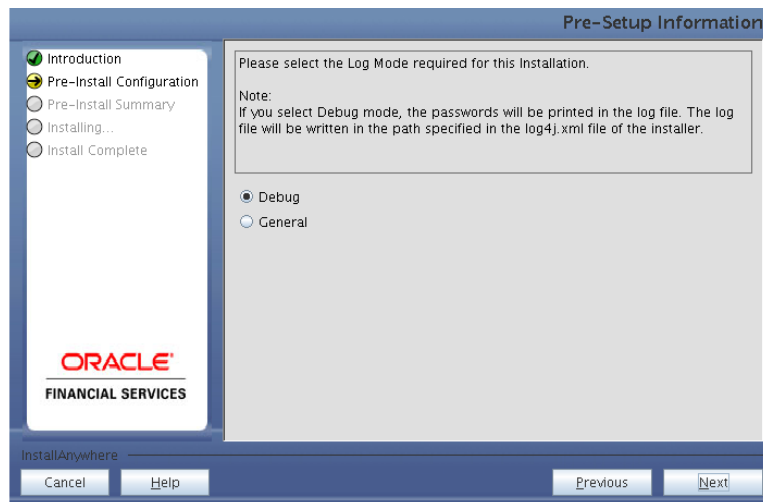 Pre-Setup Information
Introduction
Pre-Install Configuration
Pre-Install Summary
Installing...
Install Complete
Please select the Log Mode required for this Installation.
Note:
If you select Debug mode, the passwords will be printed in the log file. The log
file will be written in the path specified in the log4j.xml file of the installer.
Debug
General
ORACLE
FINANCIAL SERVICES
InstallAnywhere
Cancel
Help
Previous
Next